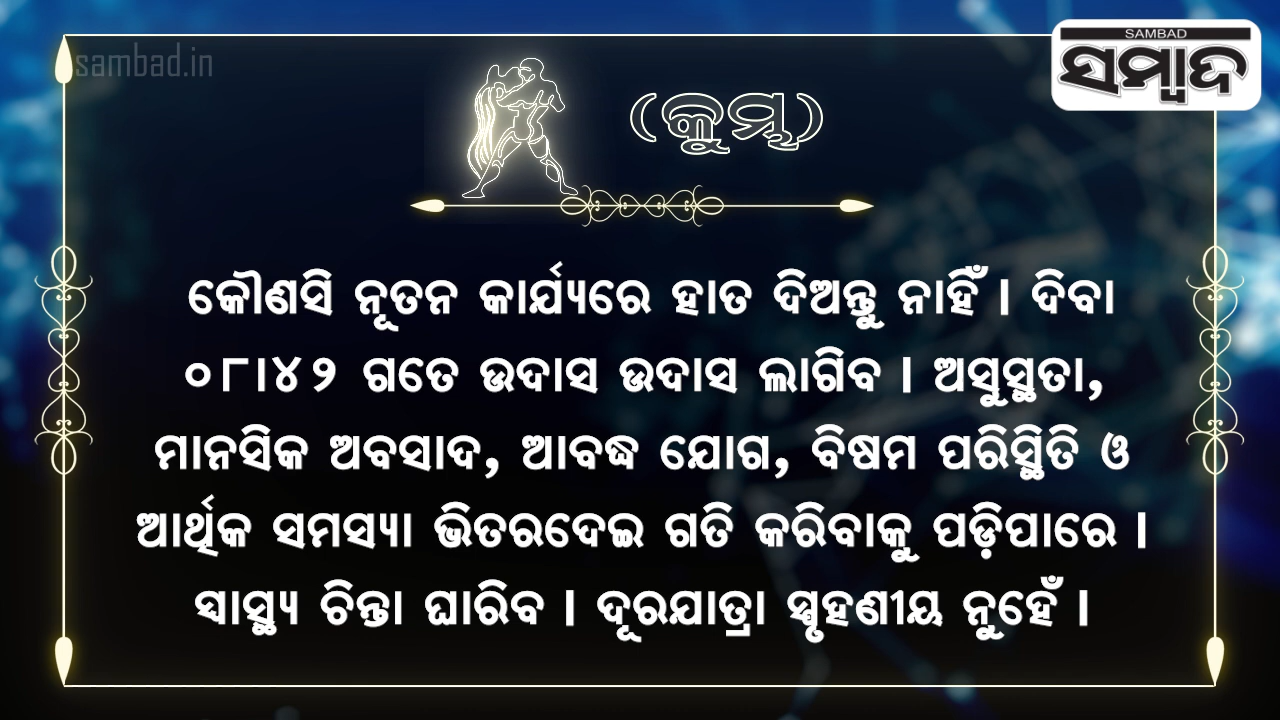 sambad.in
SAMBAD
ସମ୍ବାଦ
(କୁମ୍ଭ)
କୌଣସି ନୂତନ କାର୍ଯ୍ୟରେ ହାତ ଦିଅନ୍ତୁ ନାହିଁ । ଦିବା
୦୮।୪୨ ଗତେ ଉଦାସ ଉଦାସ ଲାଗିବ । ଅସୁସ୍ଥତା,
ମାନସିକ ଅବସାଦ, ଆବଦ୍ଧ ଯୋଗ, ବିଷମ ପରିସ୍ଥିତି ଓ
ଆର୍ଥିକ ସମସ୍ୟା ଭିତରଦେଇ ଗତି କରିବାକୁ ପଡ଼ିପାରେ ।
ସ୍ୱାସ୍ଥ୍ୟ ଚିନ୍ତା ଘାରିବ । ଦୂରଯାତ୍ରା ସ୍ପୃହଣୀୟ ନୁହେଁ ।